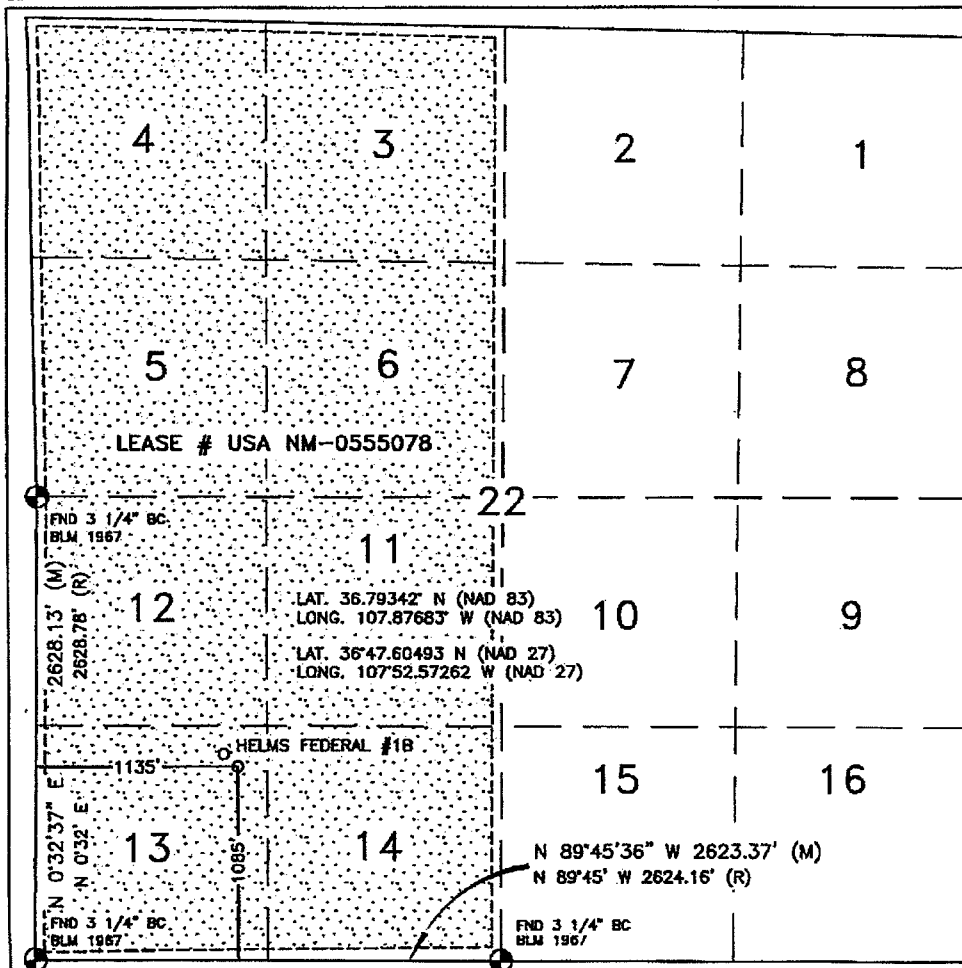 4
3
2
1
5
6
7
8
LEASE # USA NM-0555078
22
FND 3 1/4" BC
BLM 1967
11
12
10
9
LAT. 36.79342° N (NAD 83)
LONG. 107.87683° W (NAD 83)
LAT. 36°47.60493 N (NAD 27)
LONG. 107°52.57262 W (NAD 27)
N 0°32'37" E 2628.13' (M)
N 0°32' E 2628.78' (R)
HELMS FEDERAL #1B
1135'
1085'
15
16
13
14
N 89°45'36" W 2623.37' (M)
N 89°45' W 2624.16' (R)
FND 3 1/4" BC
BLM 1967
FND 3 1/4" BC
BLM 1967